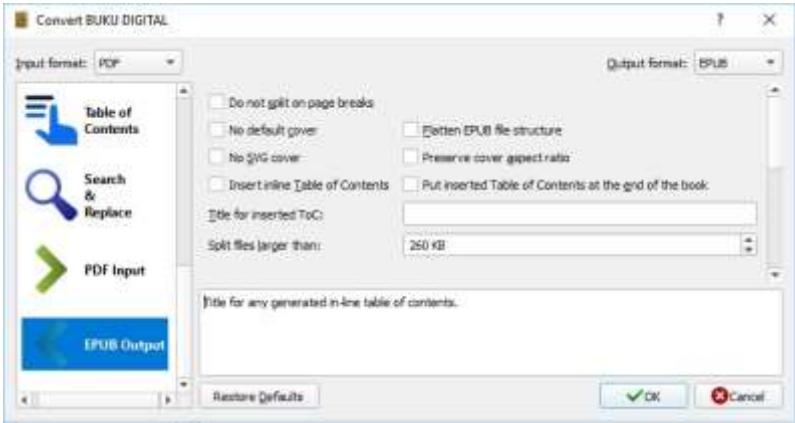 Convert BUKU DIGITAL
?
Input format: PDF
Output format: EPUB
Table of
Contents
Search
&
Replace
PDF Input
EPUB Output
Do not split on page breaks
No default cover
Flatten EPUB file structure
No SVG cover
Preserve cover aspect ratio
Insert inline Table of Contents
Put inserted Table of Contents at the end of the book
Title for inserted ToC:
Split files larger than:
260 KB
Title for any generated in-line table of contents.
Restore Defaults
OK
Cancel